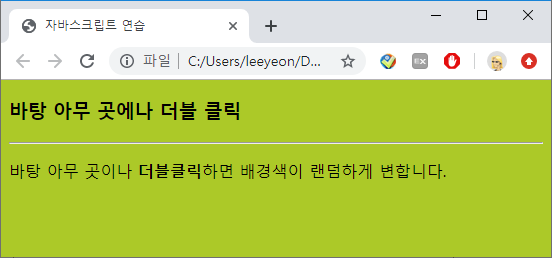 자바스크립트 연습
파일 C:/Users/leeyeon/D...
바탕 아무 곳에나 더블 클릭
바탕 아무 곳이나 더블클릭하면 배경색이 랜덤하게 변합니다.